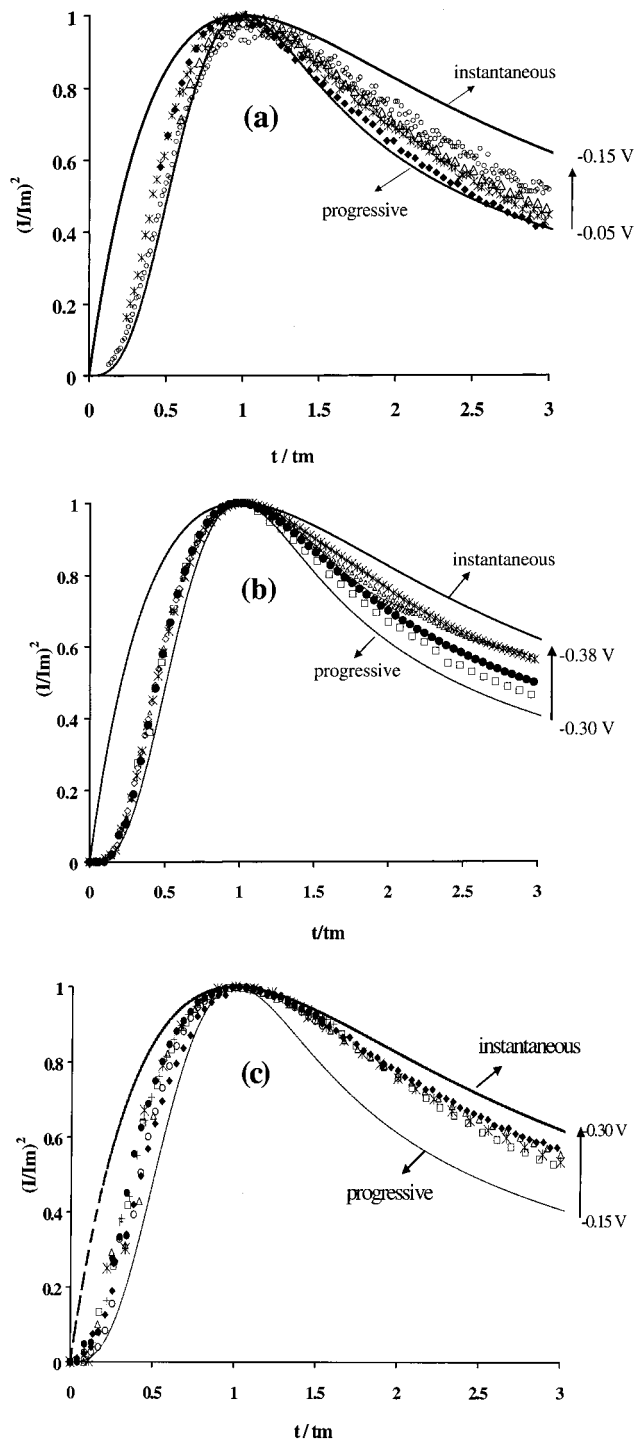 1
0.8
0.6
0.4
0.2
0
(I/Im)²
(a)
instantaneous
progressive
-0.15 V
-0.05 V
0
0.5
1
1.5
2
2.5
3
t / tm
1
0.8
0.6
0.4
0.2
0
(I/Im)²
(b)
instantaneous
progressive
-0.38 V
-0.30 V
0
0.5
1
1.5
2
2.5
3
t/tm
1
0.8
0.6
0.4
0.2
0
(I/Im)²
(c)
instantaneous
progressive
-0.30 V
-0.15 V
0
0.5
1
1.5
2
2.5
3
t / tm